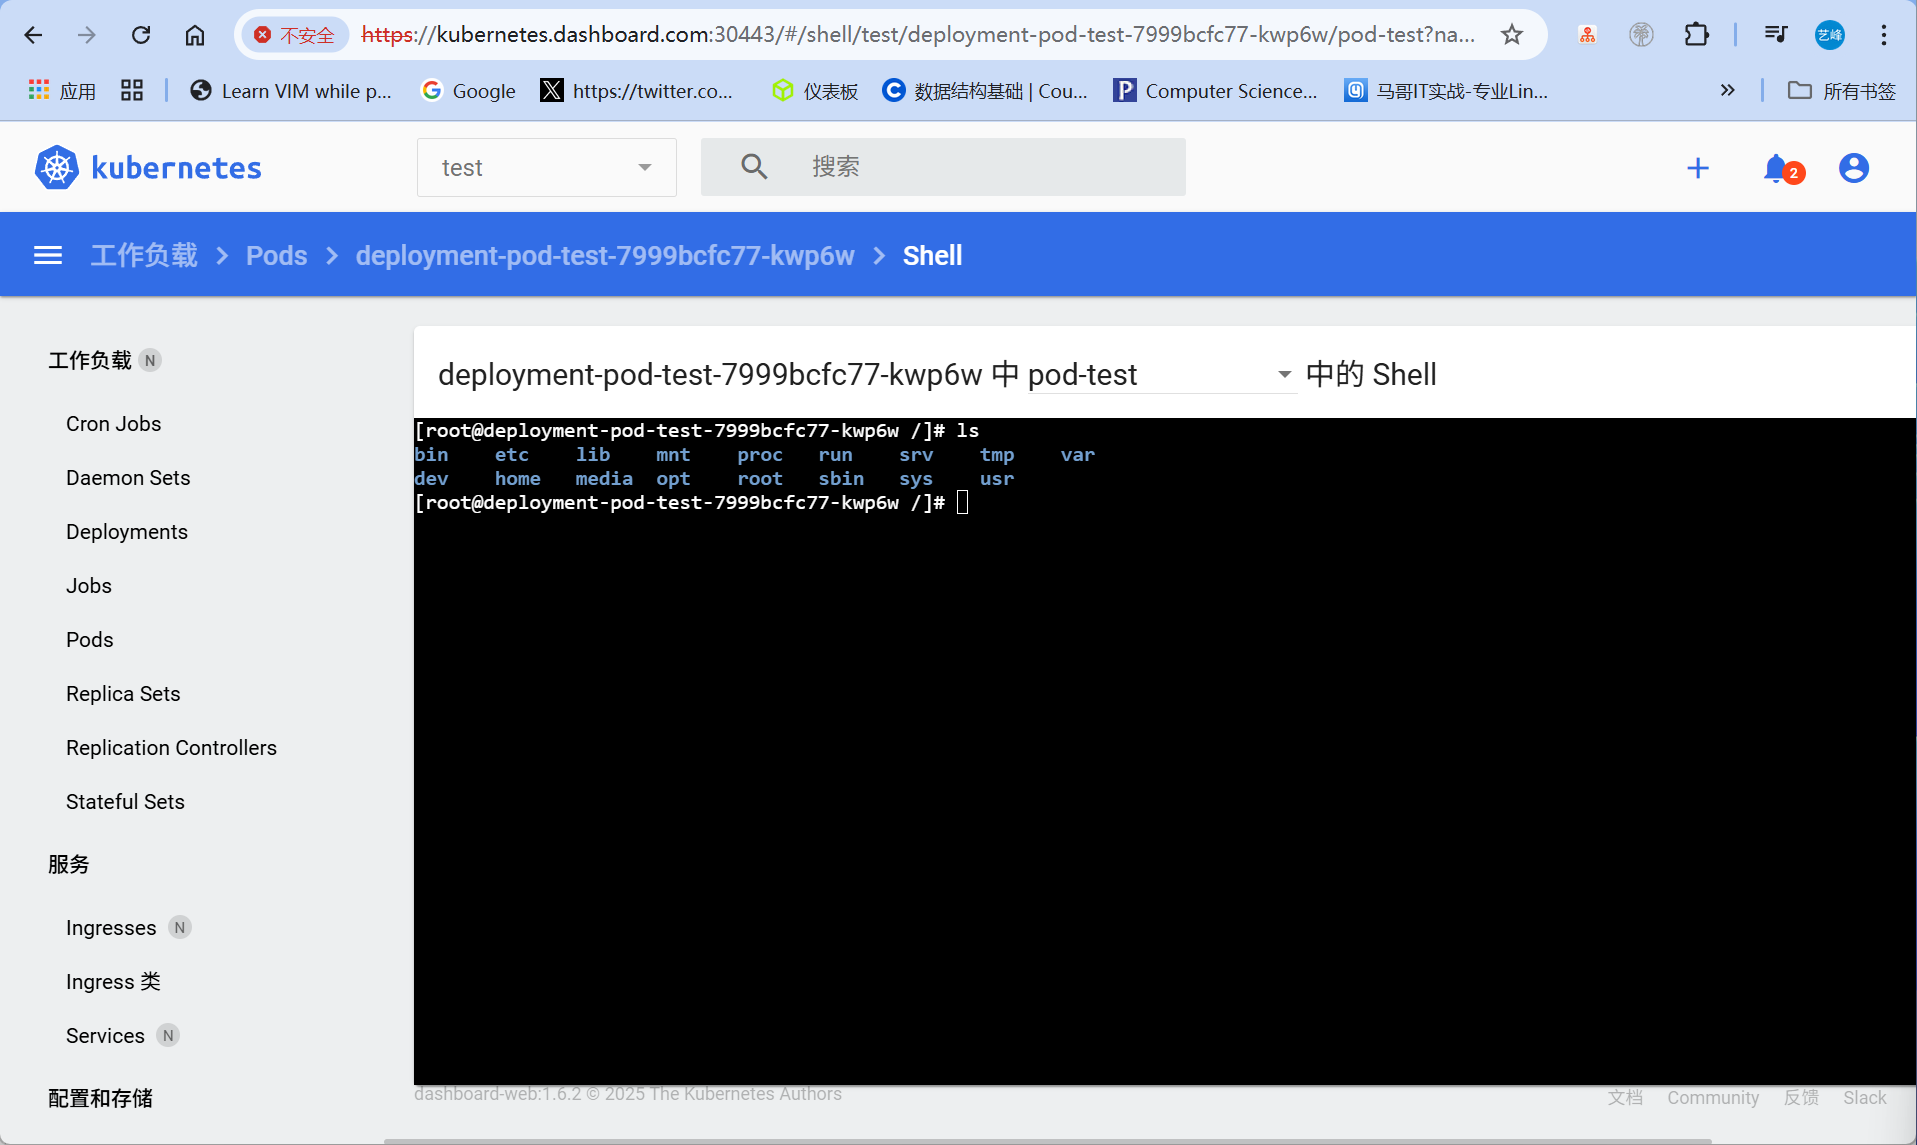 不安全 https://kubernetes.dashboard.com:30443/#/shell/test/deployment-pod-test-7999bcfc77-kwp6w/pod-test?na...
艺峰
应用 Learn VIM while p... Google https://twitter.co... 仪表板 数据结构基础 | Cou... Computer Science... 马哥IT实战-专业Lin... 所有书签
kubernetes test 搜索 2
工作负载 Pods deployment-pod-test-7999bcfc77-kwp6w Shell
工作负载 N
Cron Jobs
Daemon Sets
Deployments
Jobs
Pods
Replica Sets
Replication Controllers
Stateful Sets
服务
Ingresses N
Ingress 类
Services N
配置和存储
deployment-pod-test-7999bcfc77-kwp6w 中 pod-test 中的 Shell
[root@deployment-pod-test-7999bcfc77-kwp6w /]# ls
bin etc lib mnt proc run srv tmp var
dev home media opt root sbin sys usr
[root@deployment-pod-test-7999bcfc77-kwp6w /]#
dashboard-web:1.6.2 © 2025 The Kubernetes Authors
文档 Community 反馈 Slack